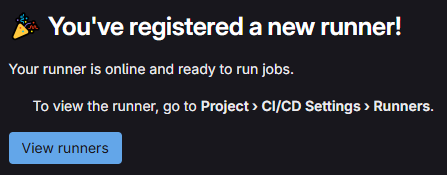 You've registered a new runner!
Your runner is online and ready to run jobs.
To view the runner, go to Project › CI/CD Settings › Runners.
View runners